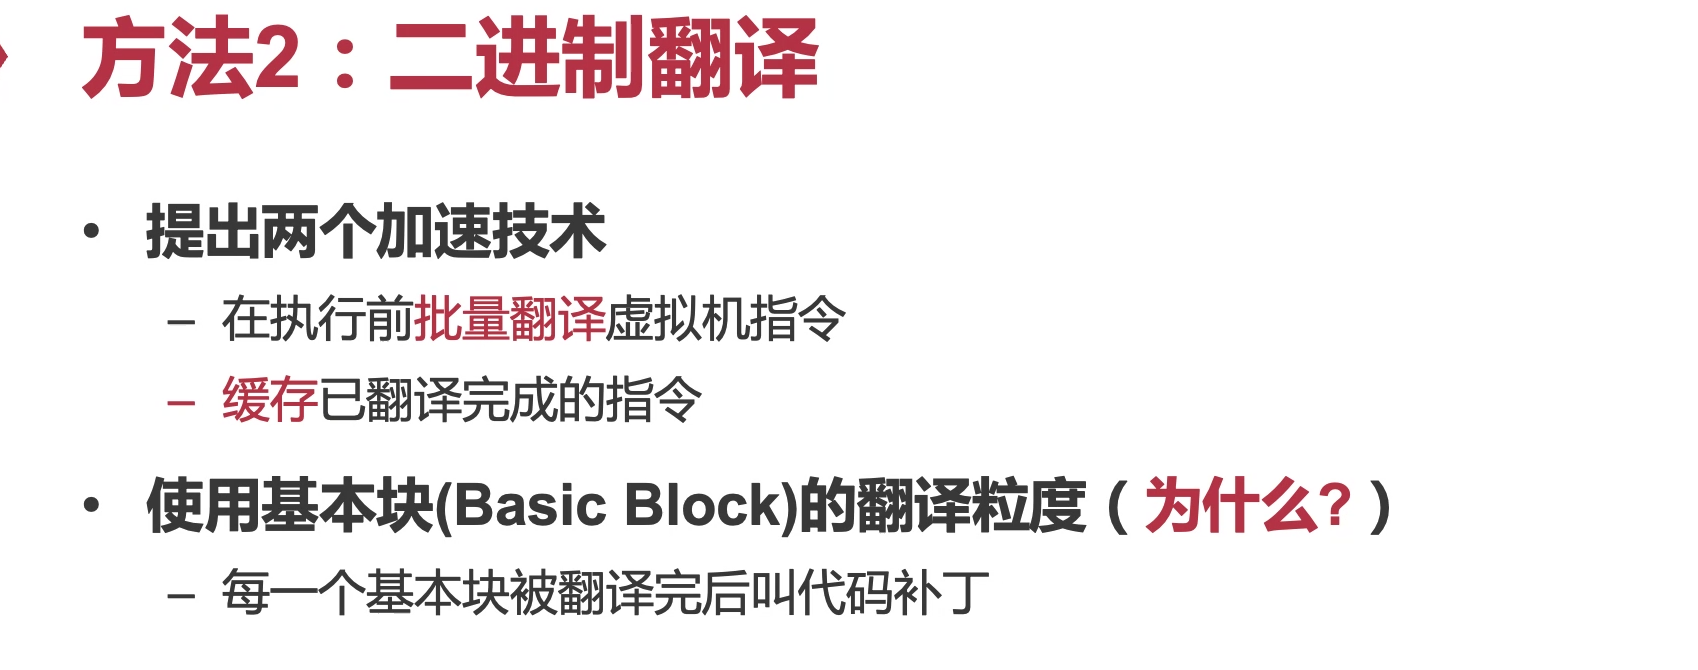 方法2：二进制翻译
• 提出两个加速技术
– 在执行前批量翻译虚拟机指令
– 缓存已翻译完成的指令
• 使用基本块(Basic Block)的翻译粒度（为什么?）
– 每一个基本块被翻译完后叫代码补丁